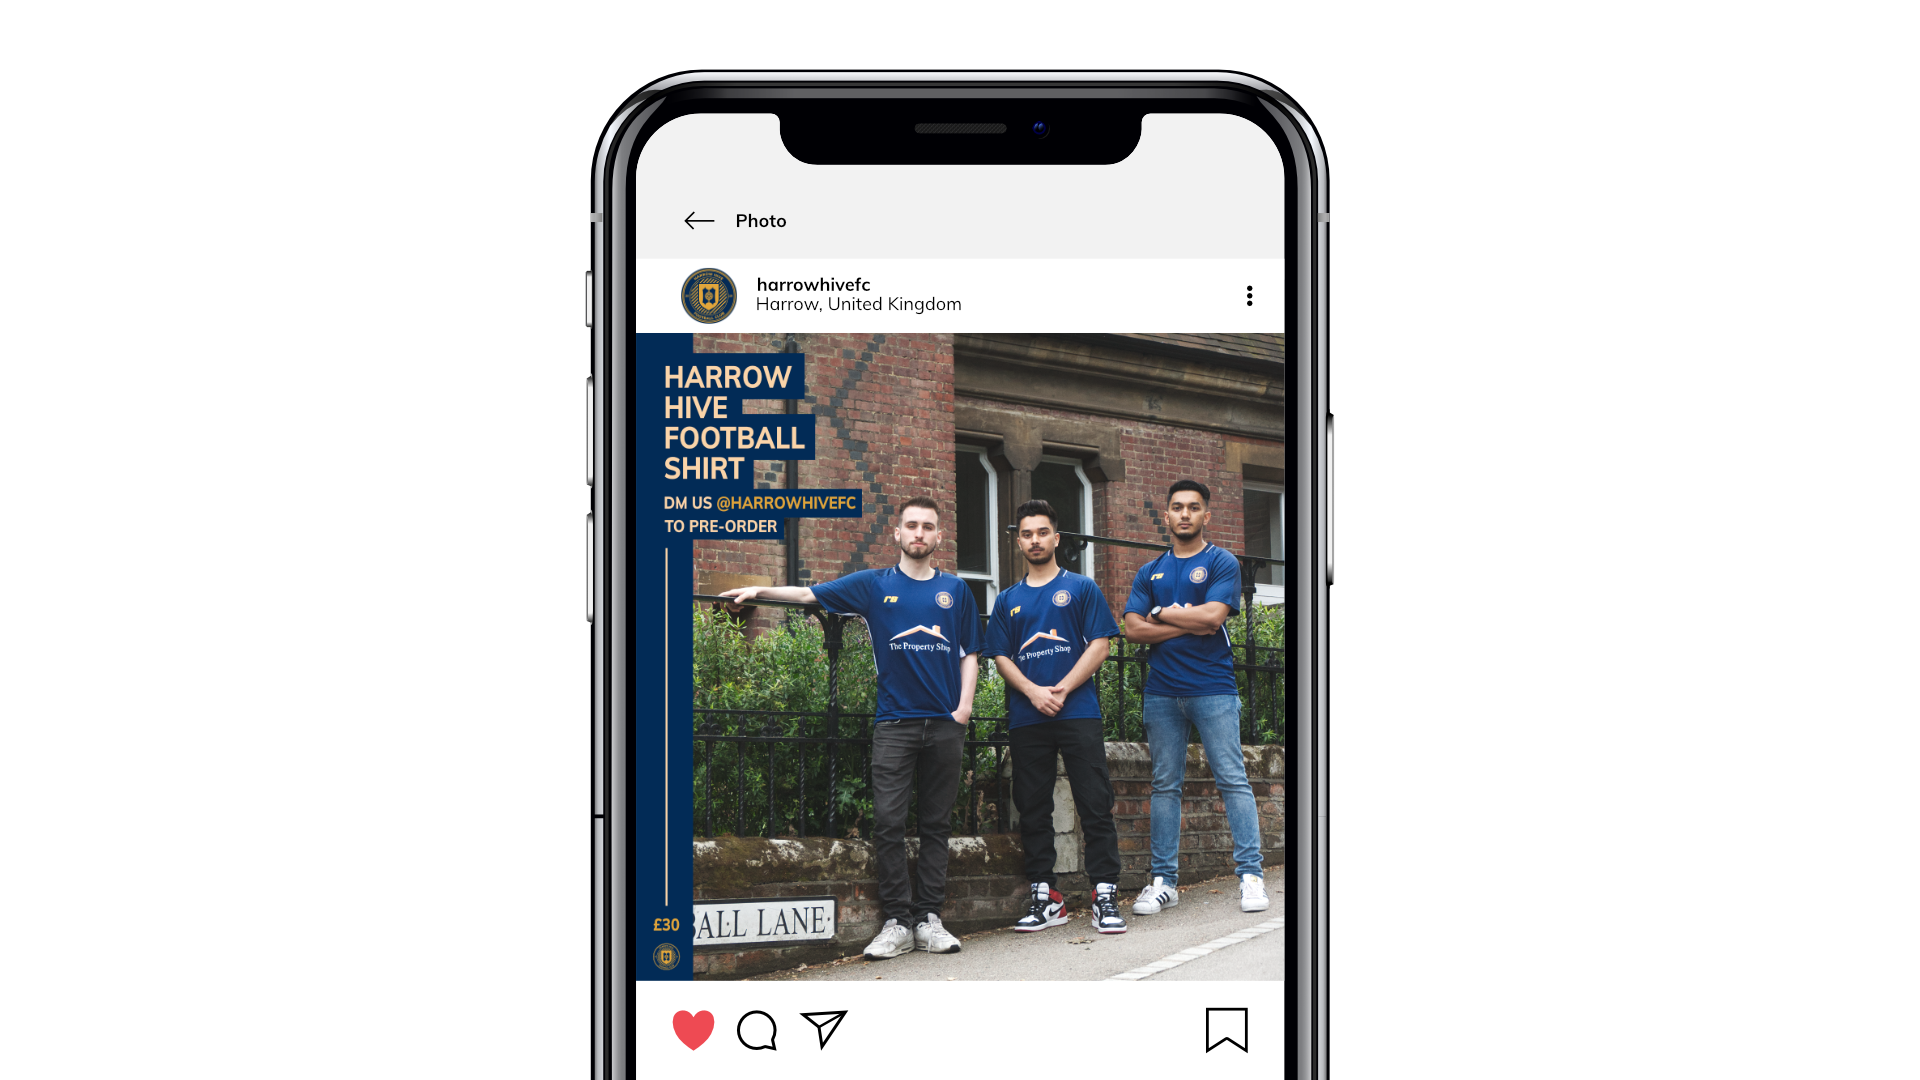 Photo
harrowhivefc
Harrow, United Kingdom
HARROW
HIVE
FOOTBALL
SHIRT
DM US @HARROWHIVEFC
TO PRE-ORDER
The Property Shop
Property Shop
£30
ALL LANE